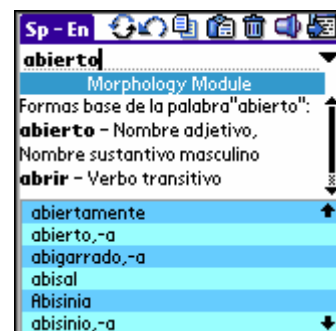 Sp - En
abierto
Morphology Module
Formas base de la palabra"abierto":
abierto – Nombre adjetivo,
Nombre sustantivo masculino
abrir – Verbo transitivo
abiertamente
abierto,-a
abigarrado,-a
abisal
Abisinia
abisinio,-a